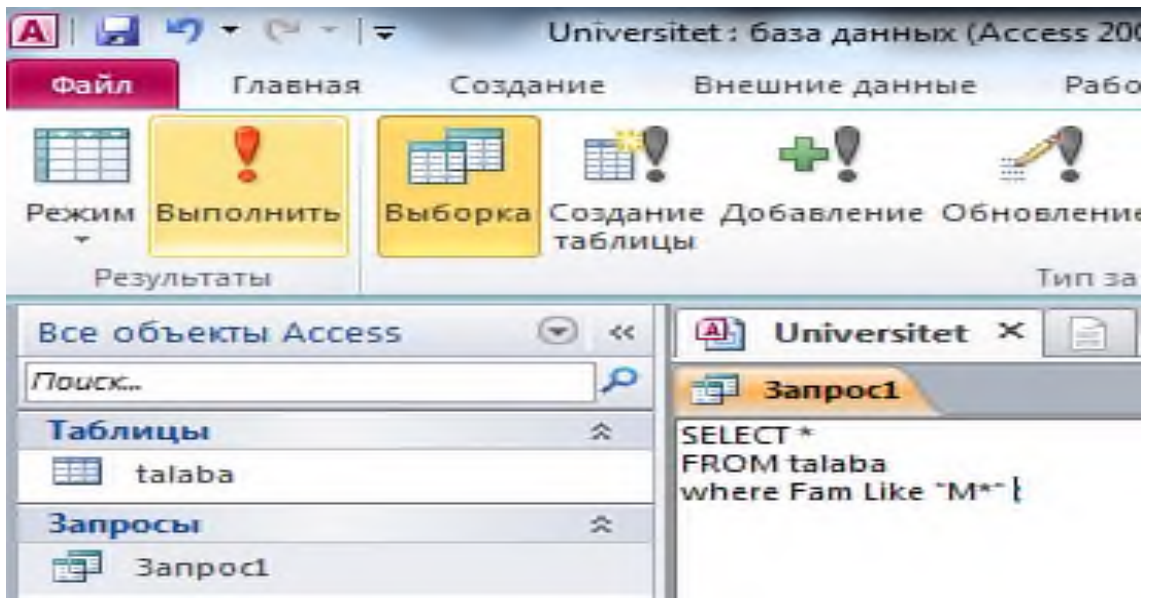 Universitet : база данных (Access 200
Файл Главная Создание Внешние данные Рабо
Режим Выполнить Выборка Создание таблицы Добавление Обновление
Результаты Тип за
Все объекты Access «
Universitet ×
Поиск...
Запрос1
Таблицы
talaba
Запросы
Запрос1
SELECT *
FROM talaba
where Fam Like "M*"